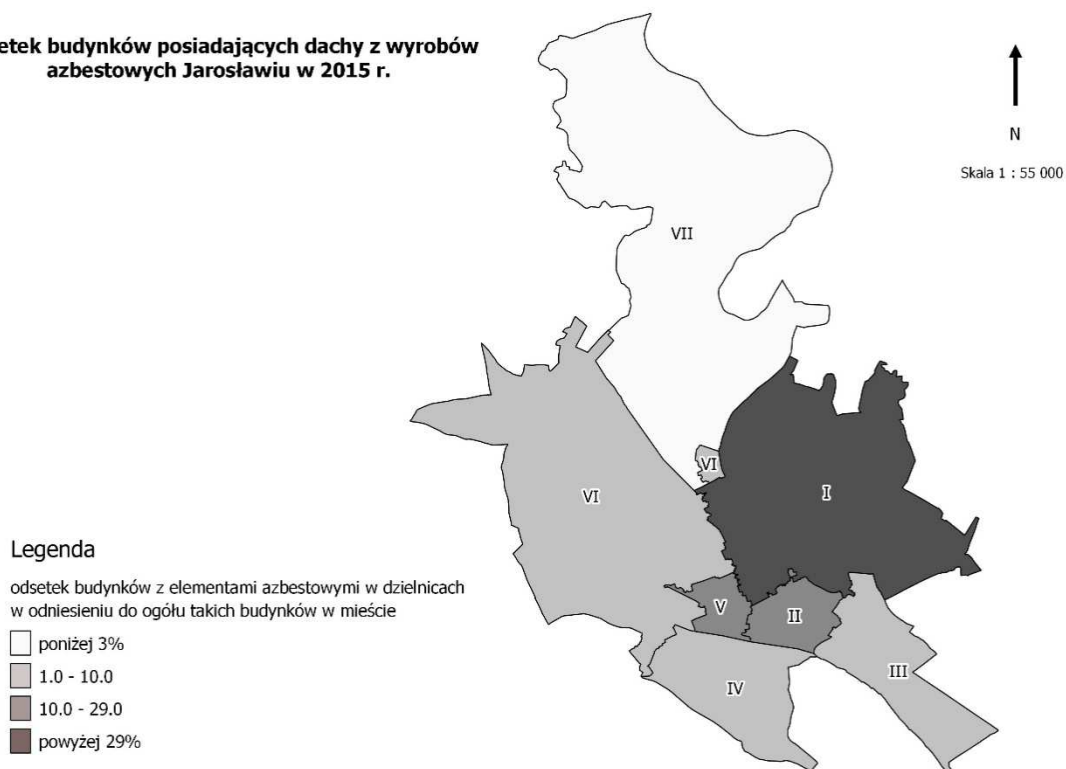 etek budynków posiadających dachy z wyrobów
azbestowych Jarosławiu w 2015 r.
N
Skala 1 : 55 000
VII
VI
VI
I
V
II
III
IV
Legenda
odsetek budynków z elementami azbestowymi w dzielnicach
w odniesieniu do ogółu takich budynków w mieście
poniżej 3%
1.0 - 10.0
10.0 - 29.0
powyżej 29%